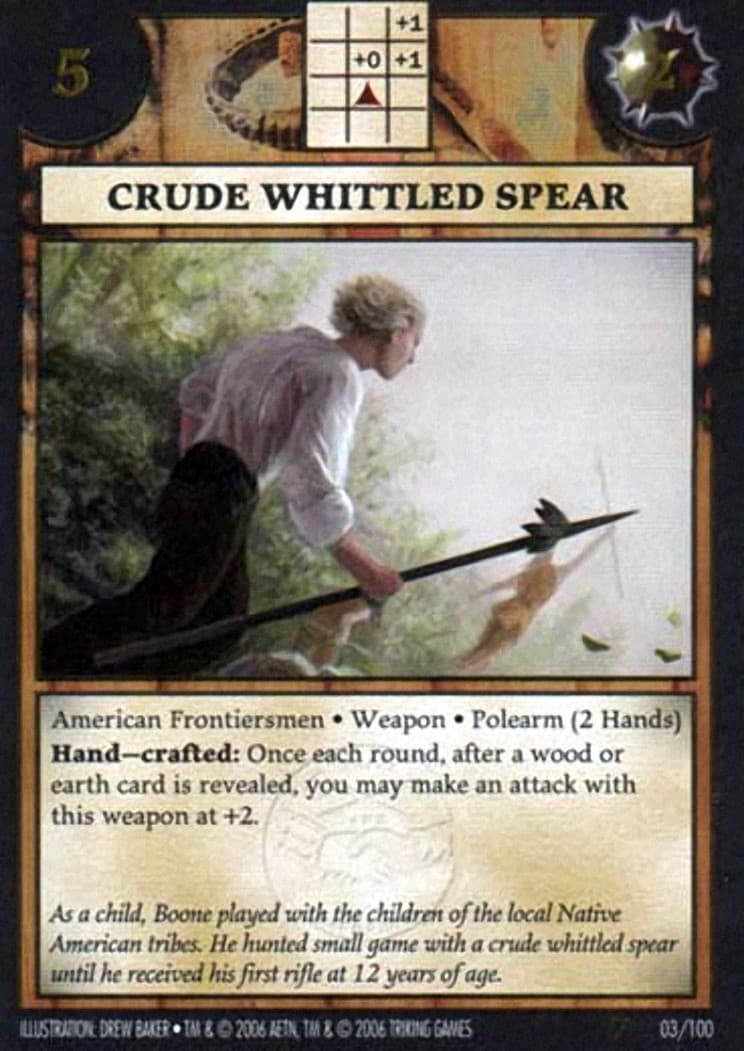 5
+1
+0 +1
2
CRUDE WHITTLED SPEAR
American Frontiersmen • Weapon • Polearm (2 Hands)
Hand—crafted: Once each round, after a wood or
earth card is revealed, you may make an attack with
this weapon at +2.
As a child, Boone played with the children of the local Native
American tribes. He hunted small game with a crude whittled spear
until he received his first rifle at 12 years of age.
ILLUSTRATION: DREW BAKER • TM & © 2006 AETN, TM & © 2006 TRIKING GAMES
03/100